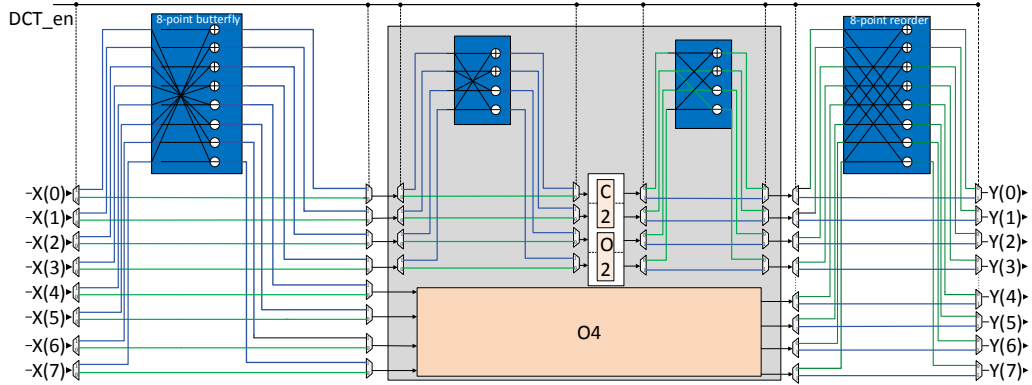 DCT_en
8-point butterfly
8-point reorder
X(0)
X(1)
X(2)
X(3)
X(4)
X(5)
X(6)
X(7)
C
2
O
2
O4
Y(0)
Y(1)
Y(2)
Y(3)
Y(4)
Y(5)
Y(6)
Y(7)